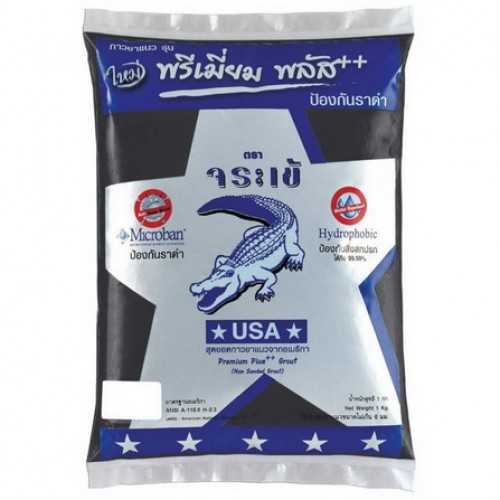 กาวยาแนว รุ่น
ใหม่ พรีเมี่ยม พลัส++
ป้องกันราดำ
ตรา
จระเข้
Microban
ป้องกันราดำ
Hydrophobic
ป้องกันสิ่งสกปรก
ได้ถึง 99.99%
★ USA ★
สุดยอดกาวยาแนวจากอเมริกา
Premium Plus++ Grout
(Non Sanded Grout)
มาตรฐานอเมริกา
ANSI A-118.6 H-2.3
น้ำหนักสุทธิ 1 กก.
Net Weight 1 Kg.